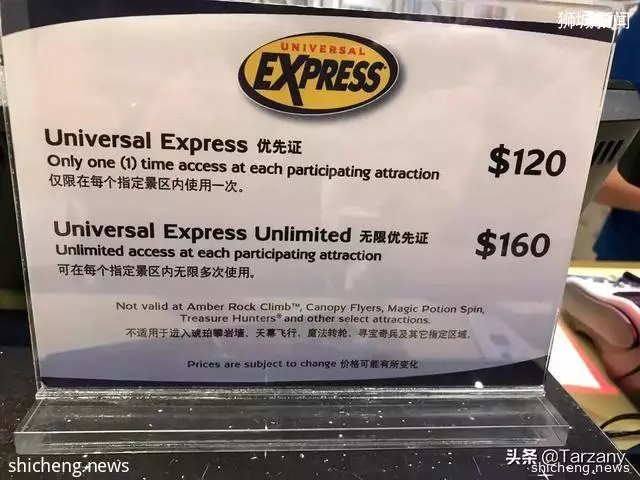 狮城新闻
UNIVERSAL
EXPRESS
Universal Express 优先证
Only one (1) time access at each participating attraction
仅限在每个指定景区内使用一次。
$120
Universal Express Unlimited 无限优先证
Unlimited access at each participating attraction
可在每个指定景区内无限多次使用。
$160
Not valid at Amber Rock Climb™, Canopy Flyers, Magic Potion Spin,
Treasure Hunters® and other select attractions.
不适用于进入琥珀攀岩墙、天幕飞行、魔法转轮、寻宝奇兵及其它指定区域。
Prices are subject to change 价格可能有所变化
shicheng.news
头条 @Tarzany
shicheng.news